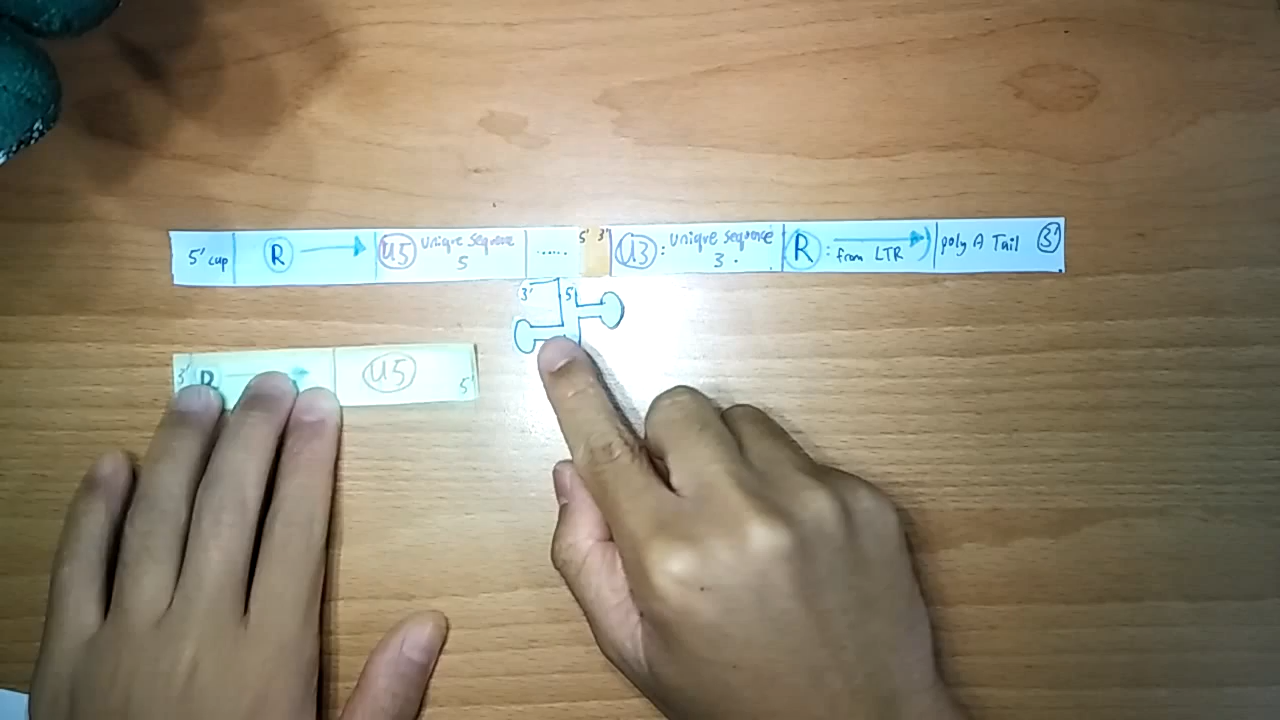 5' cap R U5 unique sequence 5 ...... 5' 3' U3: unique sequence 3. R: from LTR poly A Tail 3'
3' 5'
3' R U5 5'